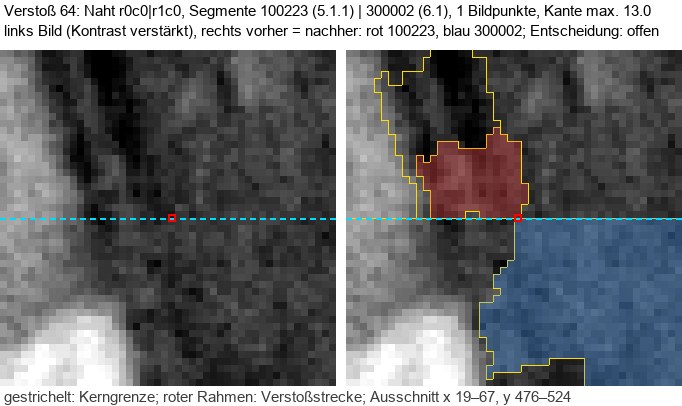 Verstoß 64: Naht r0c0|r1c0, Segmente 100223 (5.1.1) | 300002 (6.1), 1 Bildpunkte, Kante max. 13.0
links Bild (Kontrast verstärkt), rechts vorher = nachher: rot 100223, blau 300002; Entscheidung: offen
gestrichelt: Kerngrenze; roter Rahmen: Verstoßstrecke; Ausschnitt x 19–67, y 476–524